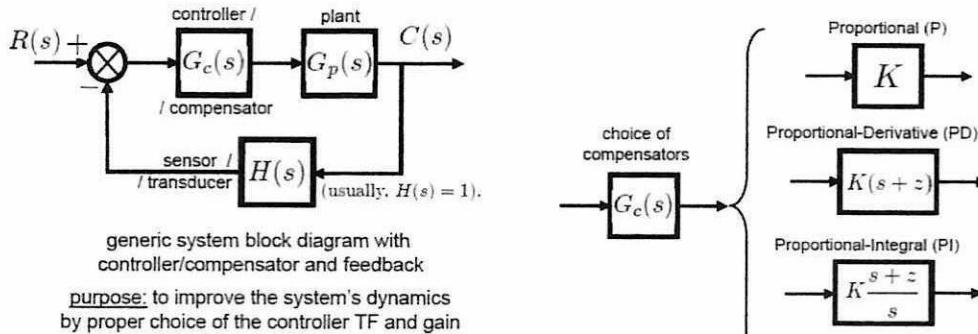 controller /
plant
R(s) +
−
G_c(s)
G_p(s)
C(s)
/ compensator
sensor /
/ transducer
H(s)
(usually. H(s) = 1).
generic system block diagram with
controller/compensator and feedback
purpose: to improve the system's dynamics
by proper choice of the controller TF and gain
choice of
compensators
G_c(s)
Proportional (P)
K
Proportional-Derivative (PD)
K(s + z)
Proportional-Integral (PI)
K\frac{s + z}{s}